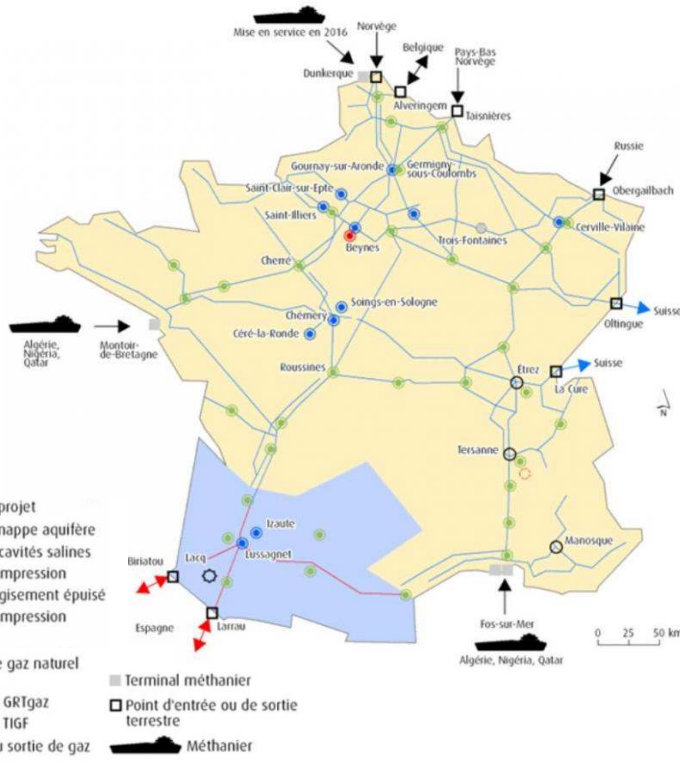 Mise en service en 2016
Norvège
Belgique
Pays-Bas
Norvège
Dunkerque
Alveringem
Taisnières
Russie
Gournay-sur-Aronde
Germigny-
sous-Coulombs
Obergailbach
Saint-Clair-sur-Epte
Saint-Illiers
Cerville-Vilaine
Trois-Fontaines
Beynes
Cherré
Soings-en-Sologne
Suisse
Chémery
Oltingue
Céré-la-Ronde
Algérie,
Nigéria,
Qatar
Montoir-
de-Bretagne
Roussines
Étrez
Suisse
La Cure
N
Tersanne
projet
nappe aquifère
Izaute
cavités salines
Manosque
Lacq
Lussagnet
mpression
Biriatou
gisement épuisé
mpression
Espagne
Larrau
Fos-sur-Mer
0 25 50 km
Algérie, Nigéria, Qatar
e gaz naturel
Terminal méthanier
GRTgaz
Point d'entrée ou de sortie
terrestre
TIGF
u sortie de gaz
Méthanier